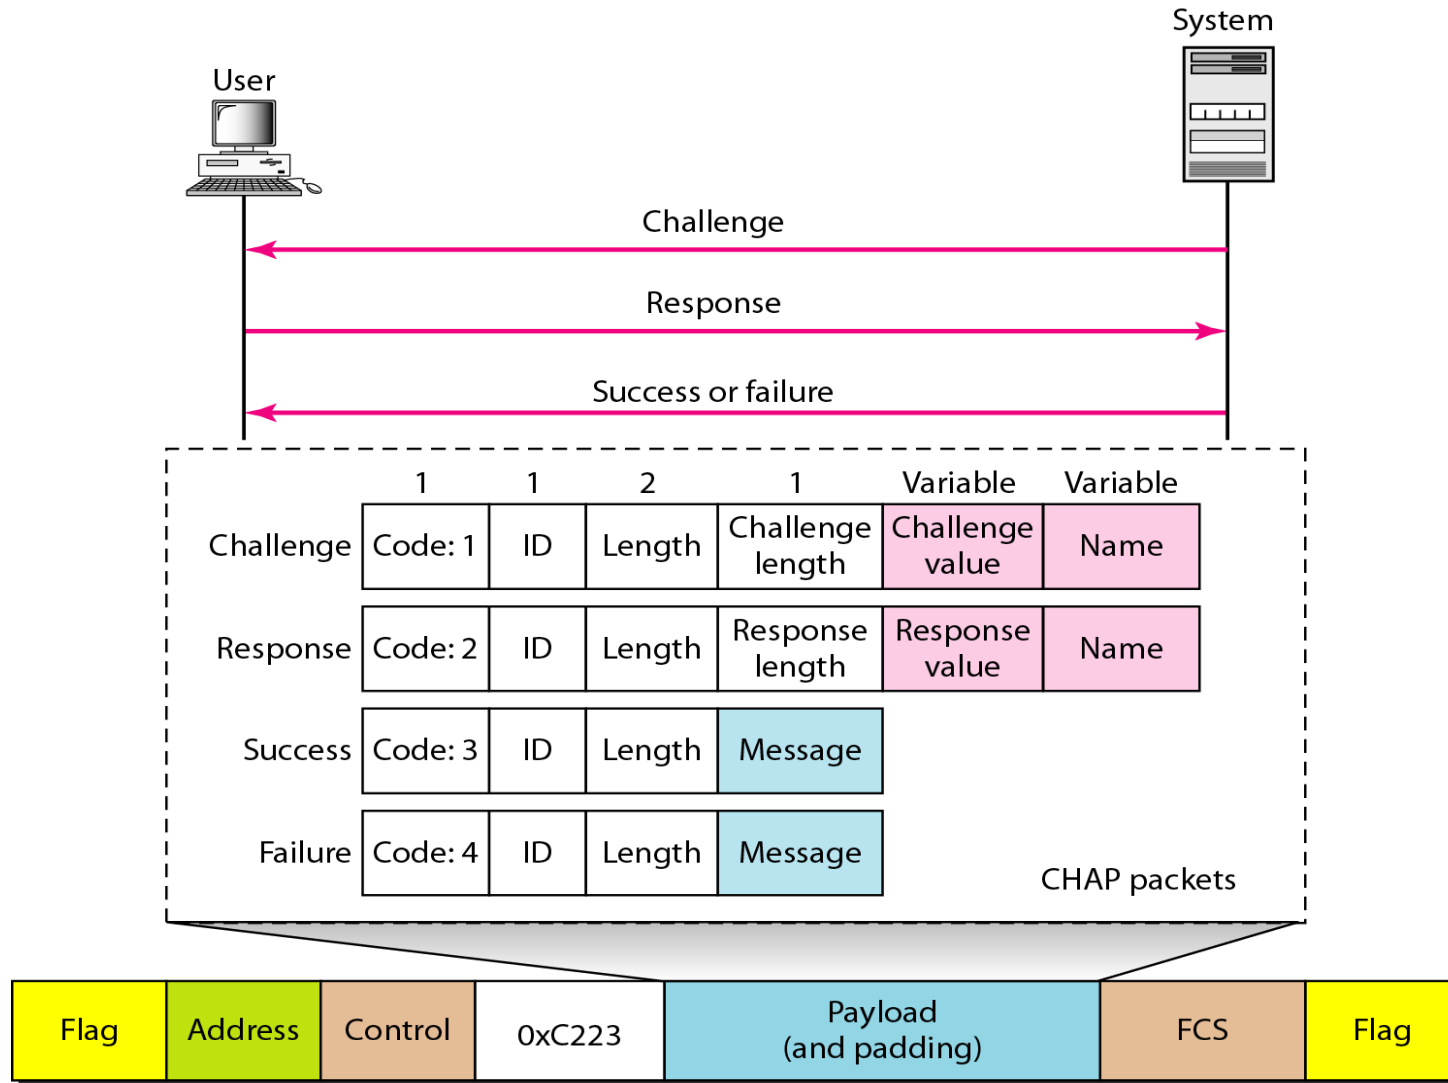 System
User
Challenge
Response
Success or failure
1 1 2 1 Variable Variable
Challenge Code: 1 ID Length Challenge length Challenge value Name
Response Code: 2 ID Length Response length Response value Name
Success Code: 3 ID Length Message
Failure Code: 4 ID Length Message
CHAP packets
Flag Address Control 0xC223 Payload (and padding) FCS Flag